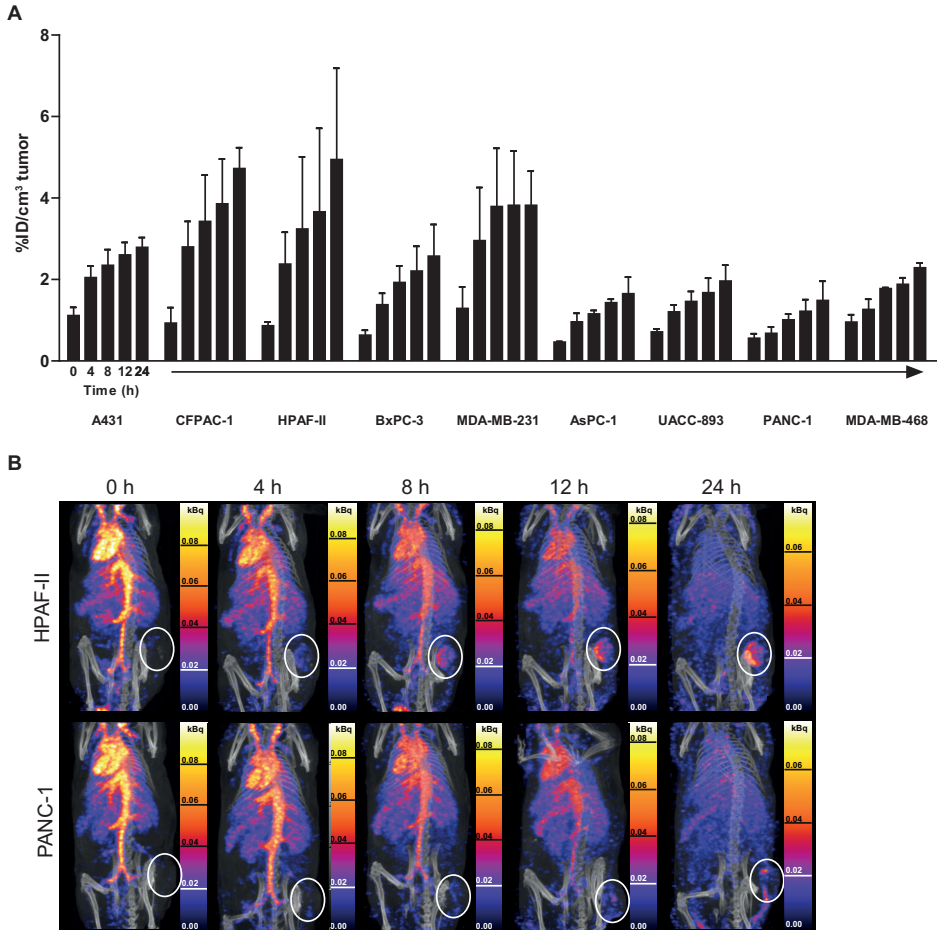 A
%ID/cm³ tumor
8
6
4
2
0
0 4 8 12 24
Time (h)
A431 CFPAC-1 HPAF-II BxPC-3 MDA-MB-231 AsPC-1 UACC-893 PANC-1 MDA-MB-468
B
0 h 4 h 8 h 12 h 24 h
HPAF-II
kBq kBq kBq kBq kBq
0.08 0.08 0.08 0.08
0.06 0.06 0.06 0.06 0.06
0.04 0.04 0.04 0.04 0.04
0.02 0.02 0.02 0.02 0.02
0.00 0.00 0.00 0.00 0.00
PANC-1
kBq kBq kBq kBq kBq
0.08 0.08 0.08 0.08
0.06 0.06 0.06 0.06 0.06
0.04 0.04 0.04 0.04 0.04
0.02 0.02 0.02 0.02 0.02
0.00 0.00 0.00 0.00 0.00